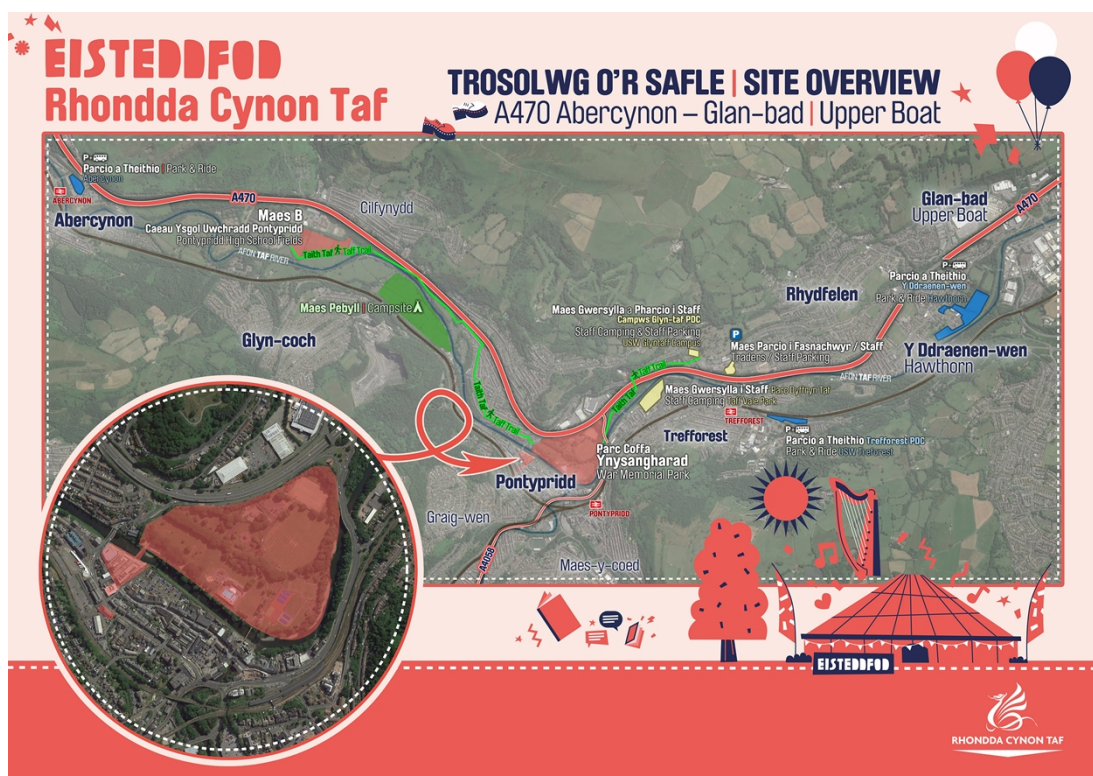 EISTEDDFOD
Rhondda Cynon Taf
TROSOLWG O'R SAFLE | SITE OVERVIEW
A470 Abercynon – Glan-bad | Upper Boat
P -
Parcio a Theithio | Park & Ride
Abercynon
ABERCYNON
Abercynon
A470
Maes B
Caeau Ysgol Uwchradd Pontypridd
Pontypridd High School Fields
Cilfynydd
Taith Taf Taff Trail
AFON TAF RIVER
Maes Pebyll | Campsite
Glyn-coch
Taith Taf Taff Trail
Glan-bad
Upper Boat
A470
P -
Parcio a Theithio
Y Ddraenen-wen
Park & Ride Hawthorn
Rhydfelen
Y Ddraenen-wen
Hawthorn
Maes Gwersylla a Pharcio i Staff
Campws Glyn-taf PDC
Staff Camping & Staff Parking
USW Glyntaff Campus
P
Maes Parcio i Fasnachwyr / Staff
Traders / Staff Parking
Taff Trail
Taith Taf
AFON TAF RIVER
Maes Gwersylla i Staff Parc Dyffryn Taf
Staff Camping Taff Vale Park
TREFFOREST
Trefforest
P -
Parcio a Theithio Trefforest PDC
Park & Ride USW Treforest
Parc Coffa
Ynysangharad
War Memorial Park
Pontypridd
PONTYPRIDD
Graig-wen
A4058
Maes-y-coed
EISTEDDFOD
RHONDDA CYNON TAF